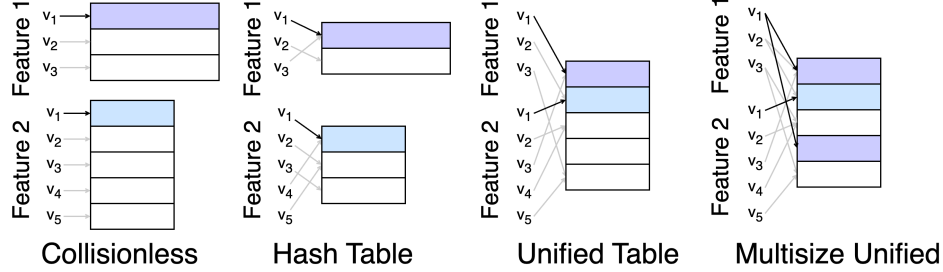 Feature 1
v1
v2
v3
Feature 2
v1
v2
v3
v4
v5
Collisionless
Feature 1
v1
v2
v3
Feature 2
v1
v2
v3
v4
v5
Hash Table
Feature 1
v1
v2
v3
Feature 2
v1
v2
v3
v4
v5
Unified Table
Feature 1
v1
v2
v3
Feature 2
v1
v2
v3
v4
v5
Multisize Unified